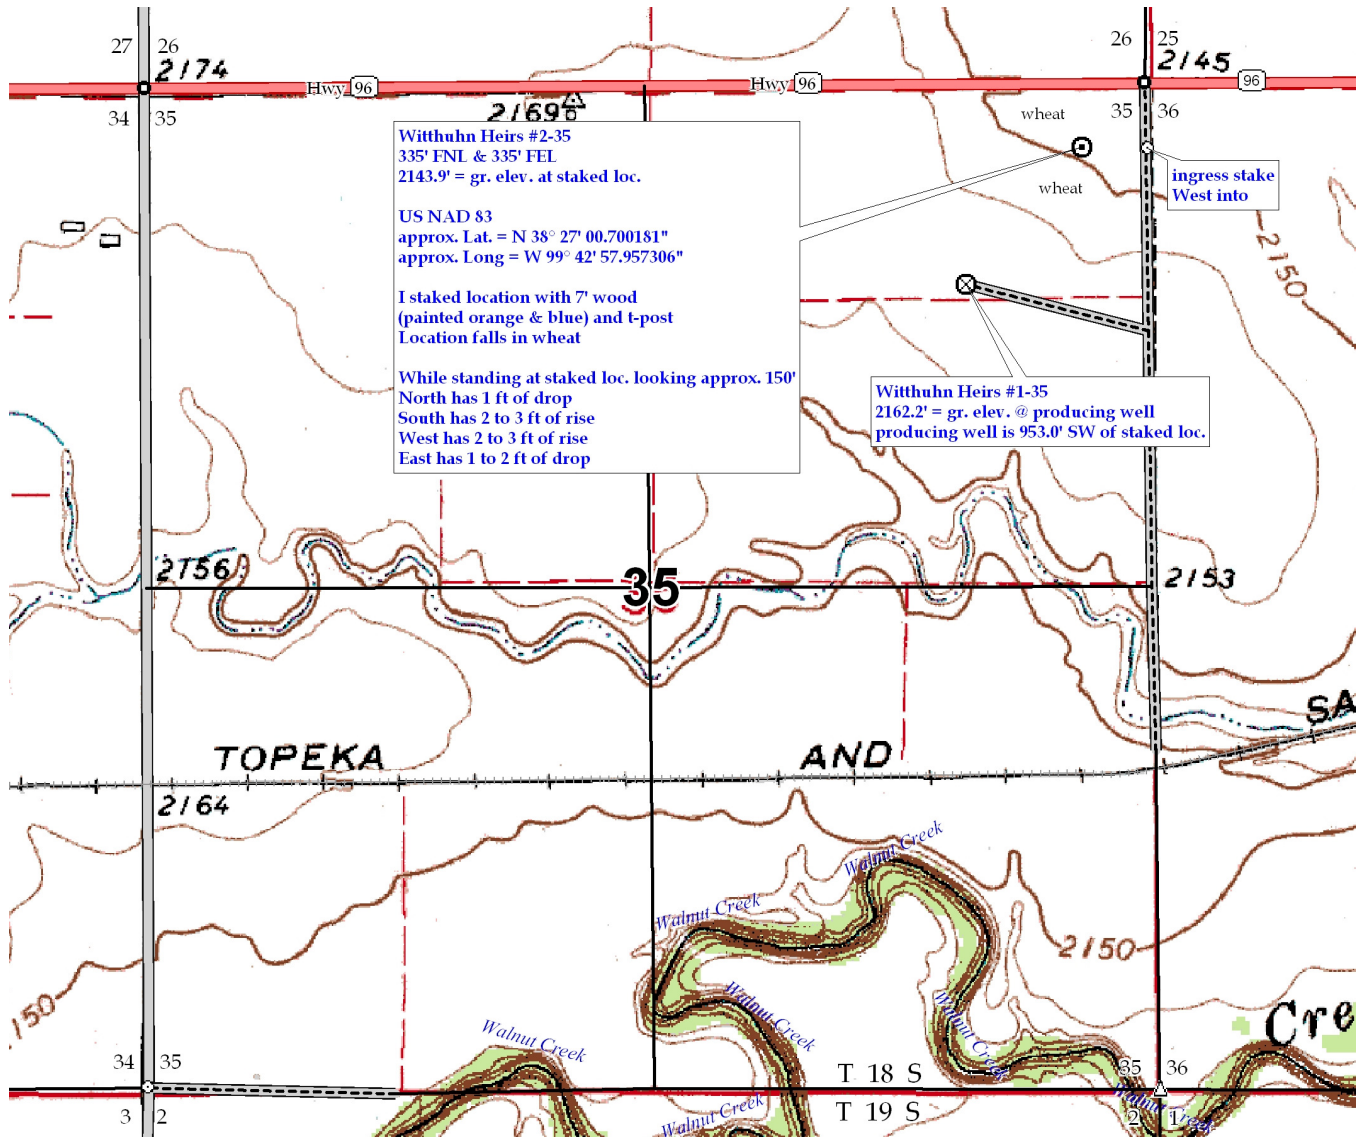 27 26
2174
34 35
Hwy 96
2169
Hwy 96
26 25
2145
96
35 36
wheat
wheat
ingress stake
West into
Witthuhn Heirs #2-35
335' FNL & 335' FEL
2143.9' = gr. elev. at staked loc.
US NAD 83
approx. Lat. = N 38° 27' 00.700181"
approx. Long = W 99° 42' 57.957306"
I staked location with 7' wood
(painted orange & blue) and t-post
Location falls in wheat
While standing at staked loc. looking approx. 150'
North has 1 ft of drop
South has 2 to 3 ft of rise
West has 2 to 3 ft of rise
East has 1 to 2 ft of drop
2150
Witthuhn Heirs #1-35
2162.2' = gr. elev. @ producing well
producing well is 953.0' SW of staked loc.
2156
35
2153
TOPEKA AND SA
2164
Walnut Creek
Walnut Creek
2150
150
Walnut Creek
Walnut Creek
Walnut Creek
Cre
34 35
T 18 S
35 36
3 2
T 19 S
2 1
Walnut Creek
Walnut Creek